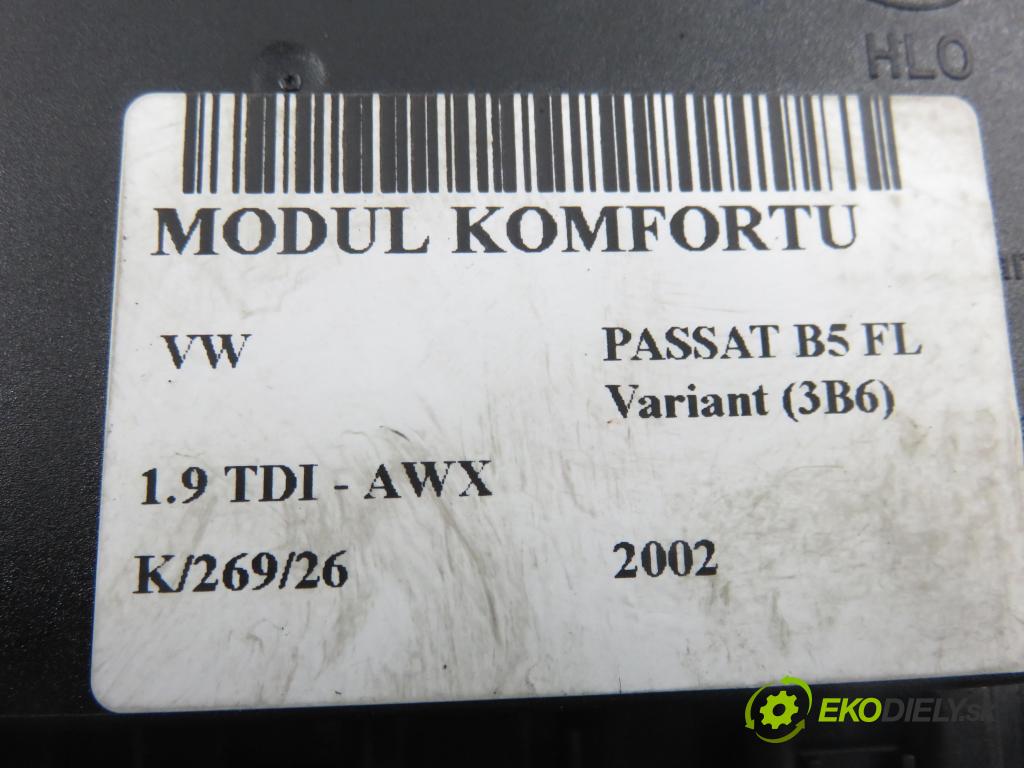 HLO
MODUL KOMFORTU
VW PASSAT B5 FL
Variant (3B6)
1.9 TDI - AWX
K/269/26 2002
EKODIELY.sk